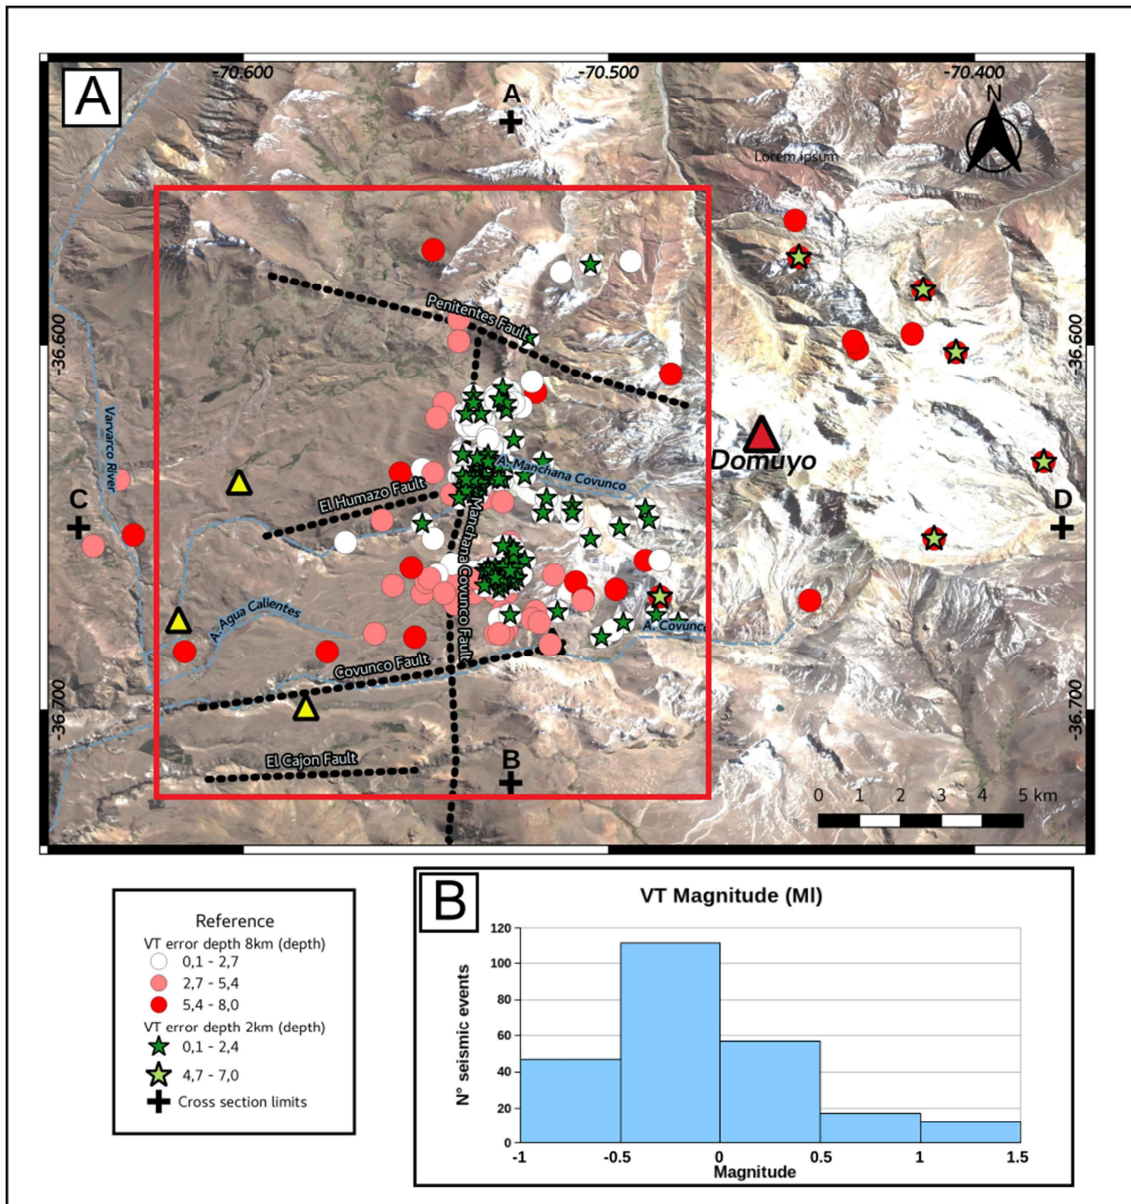 A
-70.600
-70.500
-70.400
A
N
Lorem ipsum
Penitentes Fault
-36.600
-36.600
Varvarco River
Domuyo
A. Manchana Covunco
El Humazo Fault
C
D
Manchana Covunco Fault
A. Agua Calientes
A. Covunco
Covunco Fault
-36.700
-36.700
El Cajon Fault
B
0 1 2 3 4 5 km
Reference
VT error depth 8km (depth)
0,1 - 2,7
2,7 - 5,4
5,4 - 8,0
VT error depth 2km (depth)
0,1 - 2,4
4,7 - 7,0
Cross section limits
B
VT Magnitude (Ml)
N° seismic events
120
100
80
60
40
20
0
-1 -0.5 0 0.5 1 1.5
Magnitude